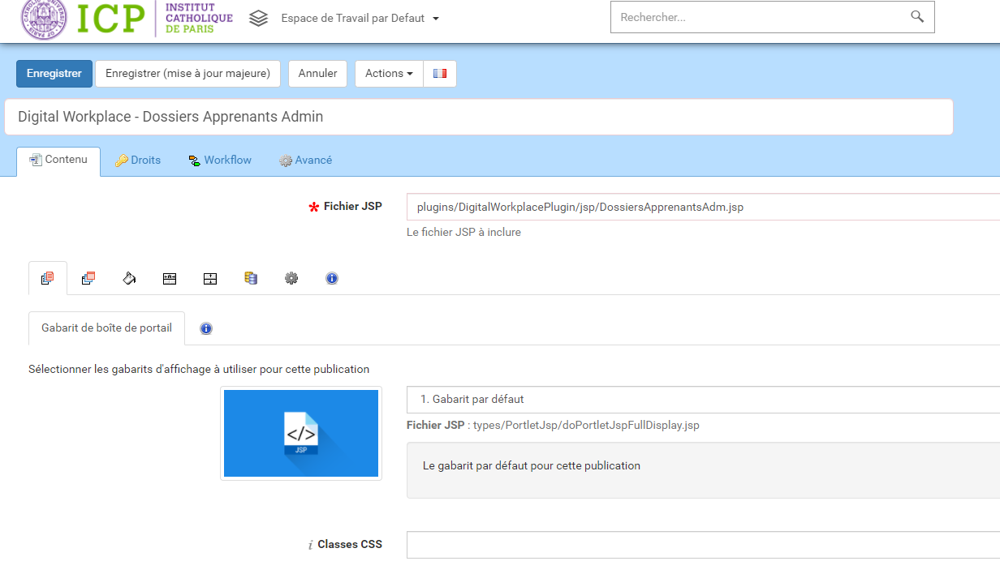 ICP
INSTITUT
CATHOLIQUE
DE PARIS
Espace de Travail par Defaut
Rechercher...
Enregistrer
Enregistrer (mise à jour majeure)
Annuler
Actions
Digital Workplace - Dossiers Apprenants Admin
Contenu
Droits
Workflow
Avancé
Fichier JSP
plugins/DigitalWorkplacePlugin/jsp/DossiersApprenantsAdm.jsp
Le fichier JSP à inclure
Gabarit de boîte de portail
Sélectionner les gabarits d'affichage à utiliser pour cette publication
</>
JSP
1. Gabarit par défaut
Fichier JSP : types/PortletJsp/doPortletJspFullDisplay.jsp
Le gabarit par défaut pour cette publication
i Classes CSS